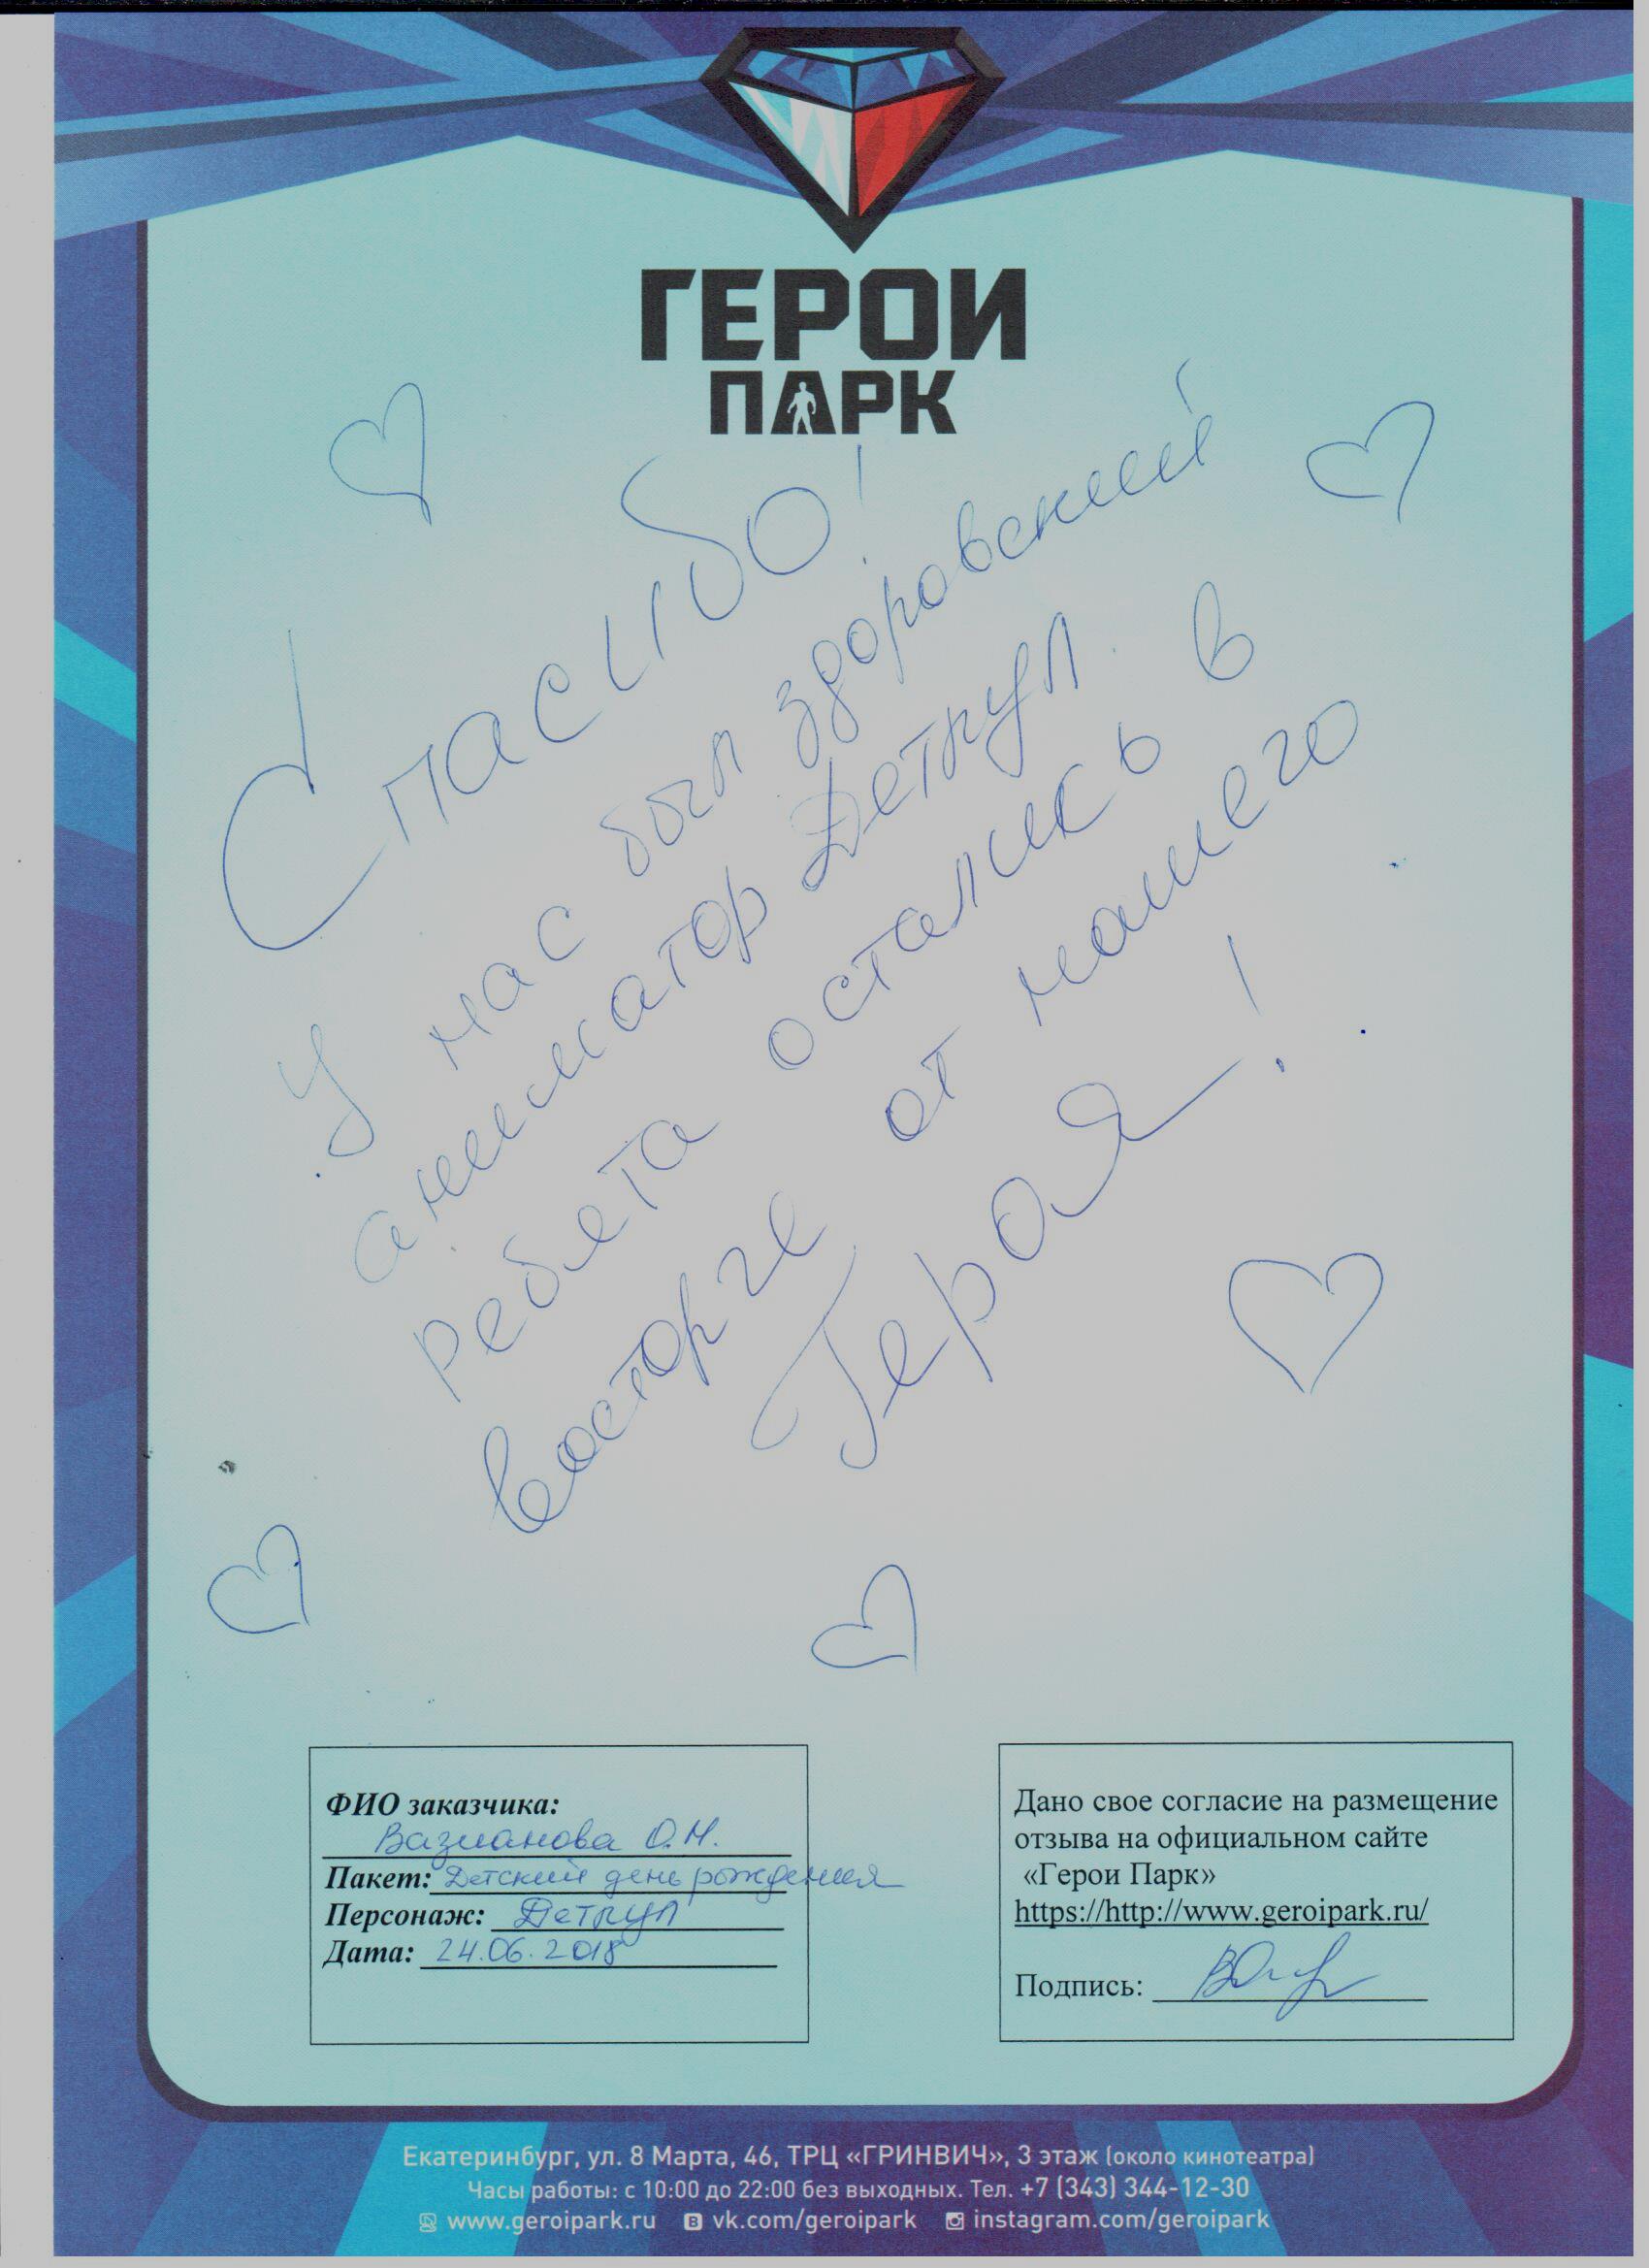 ГЕРОИ
ПАРК
Спасибо!
У нас был здоровский
аниматор Детпул.
ребята остались в
восторге от нашего
Героя!
ФИО заказчика:
Вазианова О.Н.
Пакет: Детский день рождения
Персонаж: Детпул
Дата: 24.06.2018
Дано свое согласие на размещение
отзыва на официальном сайте
«Герои Парк»
https://http://www.geroipark.ru/
Подпись:
Екатеринбург, ул. 8 Марта, 46, ТРЦ «ГРИНВИЧ», 3 этаж (около кинотеатра)
Часы работы: с 10:00 до 22:00 без выходных. Тел. +7 (343) 344-12-30
www.geroipark.ru vk.com/geroipark instagram.com/geroipark